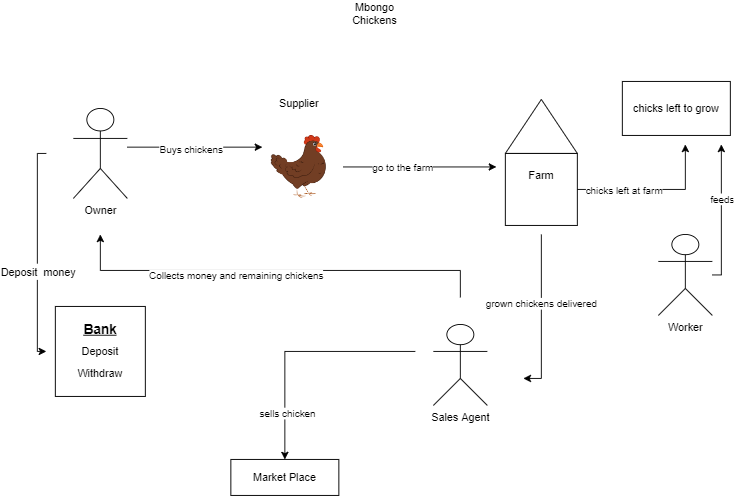 Mbongo
Chickens
Supplier
chicks left to grow
Buys chickens
go to the farm
Farm
chicks left at farm
feeds
Owner
Deposit  money
Collects money and remaining chickens
grown chickens delivered
Worker
Bank
Deposit
Withdraw
sells chicken
Sales Agent
Market Place